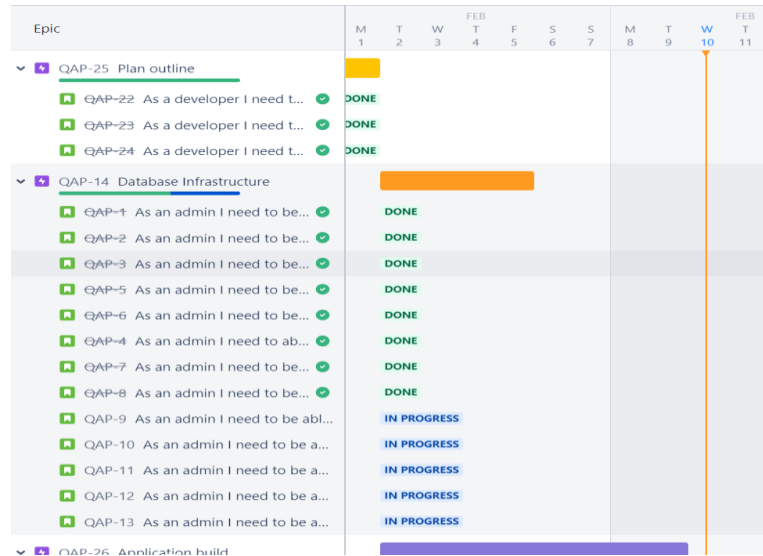 FEB FEB
Epic M T W T F S S M T W T
1 2 3 4 5 6 7 8 9 10 11
QAP-25 Plan outline
QAP-22 As a developer I need t... DONE
QAP-23 As a developer I need t... DONE
QAP-24 As a developer I need t... DONE
QAP-14 Database Infrastructure
QAP-1 As an admin I need to be... DONE
QAP-2 As an admin I need to be... DONE
QAP-3 As an admin I need to be... DONE
QAP-5 As an admin I need to be... DONE
QAP-6 As an admin I need to be... DONE
QAP-4 As an admin I need to ab... DONE
QAP-7 As an admin I need to be... DONE
QAP-8 As an admin I need to be... DONE
QAP-9 As an admin I need to be abl... IN PROGRESS
QAP-10 As an admin I need to be a... IN PROGRESS
QAP-11 As an admin I need to be a... IN PROGRESS
QAP-12 As an admin I need to be a... IN PROGRESS
QAP-13 As an admin I need to be a... IN PROGRESS
QAP-26 Application build